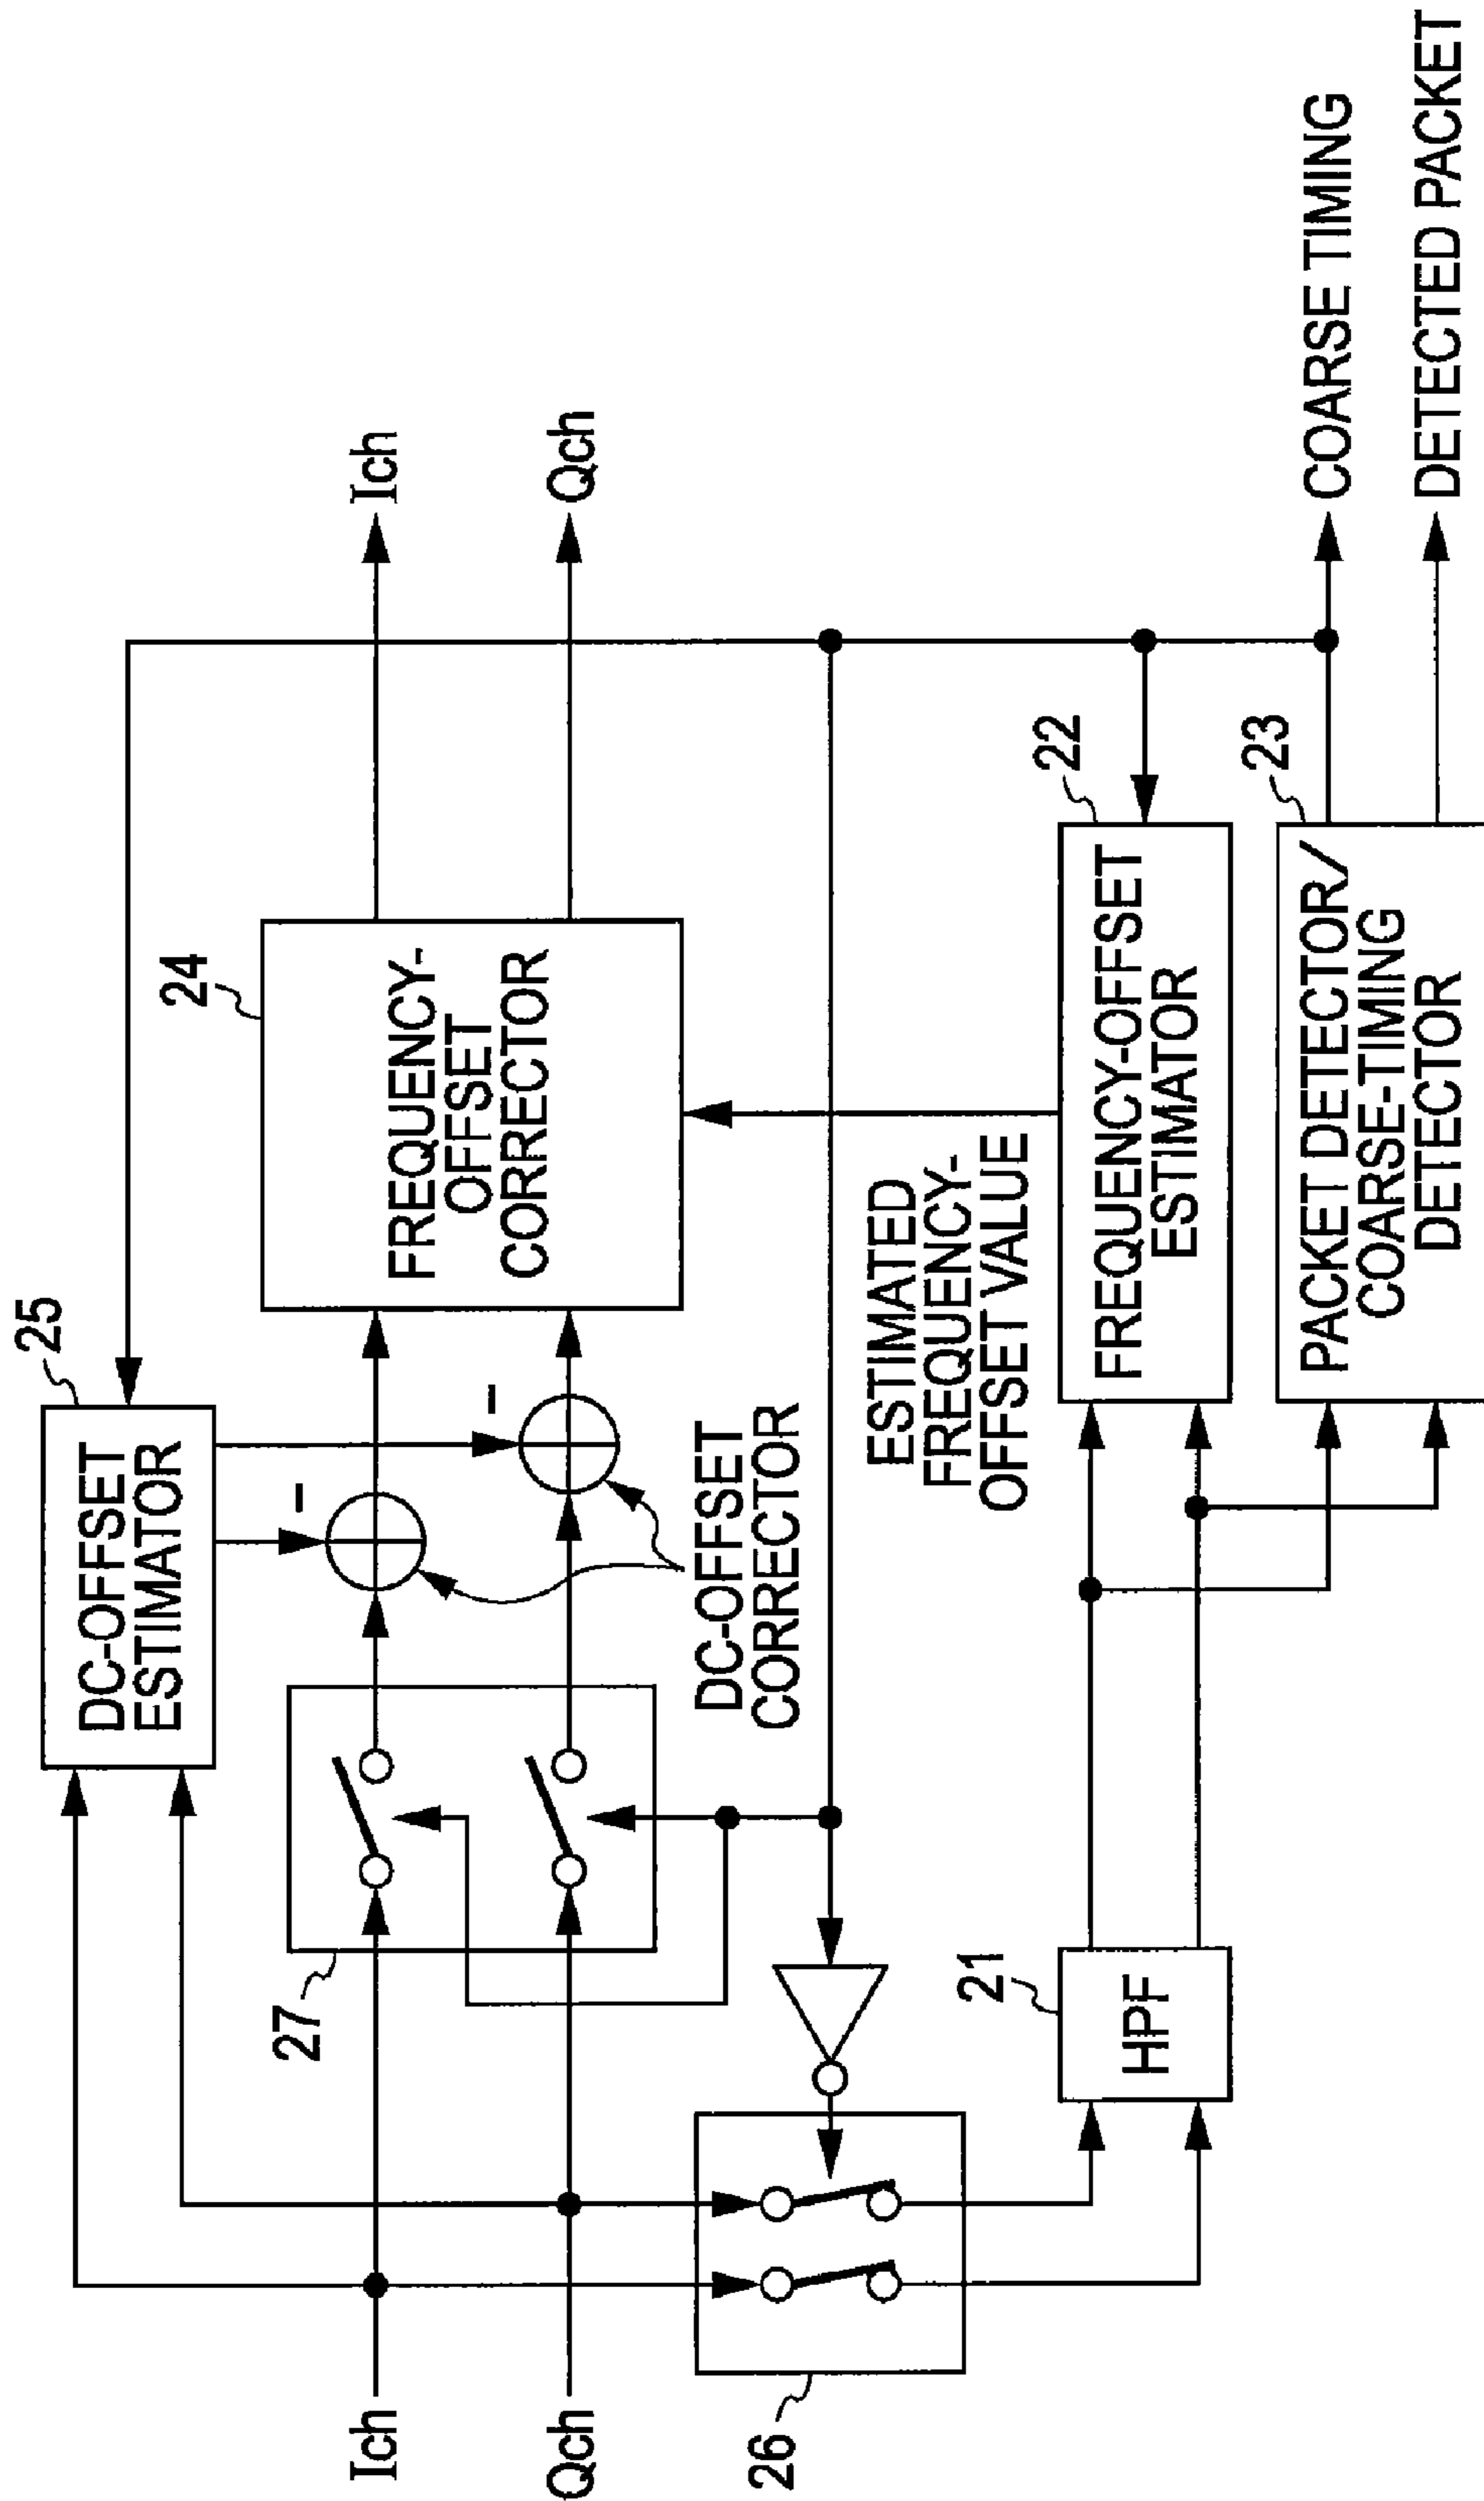 25
DC-OFFSET
ESTIMATOR
24
FREQUENCY-
OFFSET
CORRECTOR
Ich
Qch
27
Ich
Qch
-
-
DC-OFFSET
CORRECTOR
26
ESTIMATED
FREQUENCY-
OFFSET VALUE
21
HPF
22
FREQUENCY-OFFSET
ESTIMATOR
23
PACKET DETECTOR/
COARSE-TIMING
DETECTOR
COARSE TIMING
DETECTED PACKET